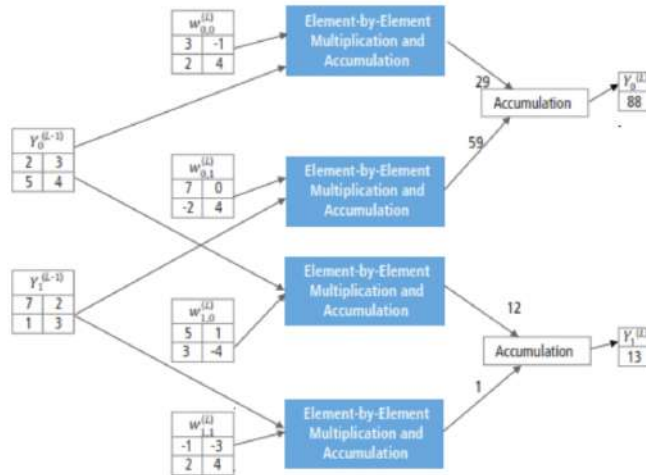 w0,0(L)
3 -1
2 4
Element-by-Element
Multiplication and
Accumulation
29
Accumulation
Y0(L)
88
59
Y0(L-1)
2 3
5 4
w0,1(L)
7 0
-2 4
Element-by-Element
Multiplication and
Accumulation
Y1(L-1)
7 2
1 3
w1,0(L)
5 1
3 -4
Element-by-Element
Multiplication and
Accumulation
12
Accumulation
Y1(L)
13
1
w1,1(L)
-1 -3
2 4
Element-by-Element
Multiplication and
Accumulation